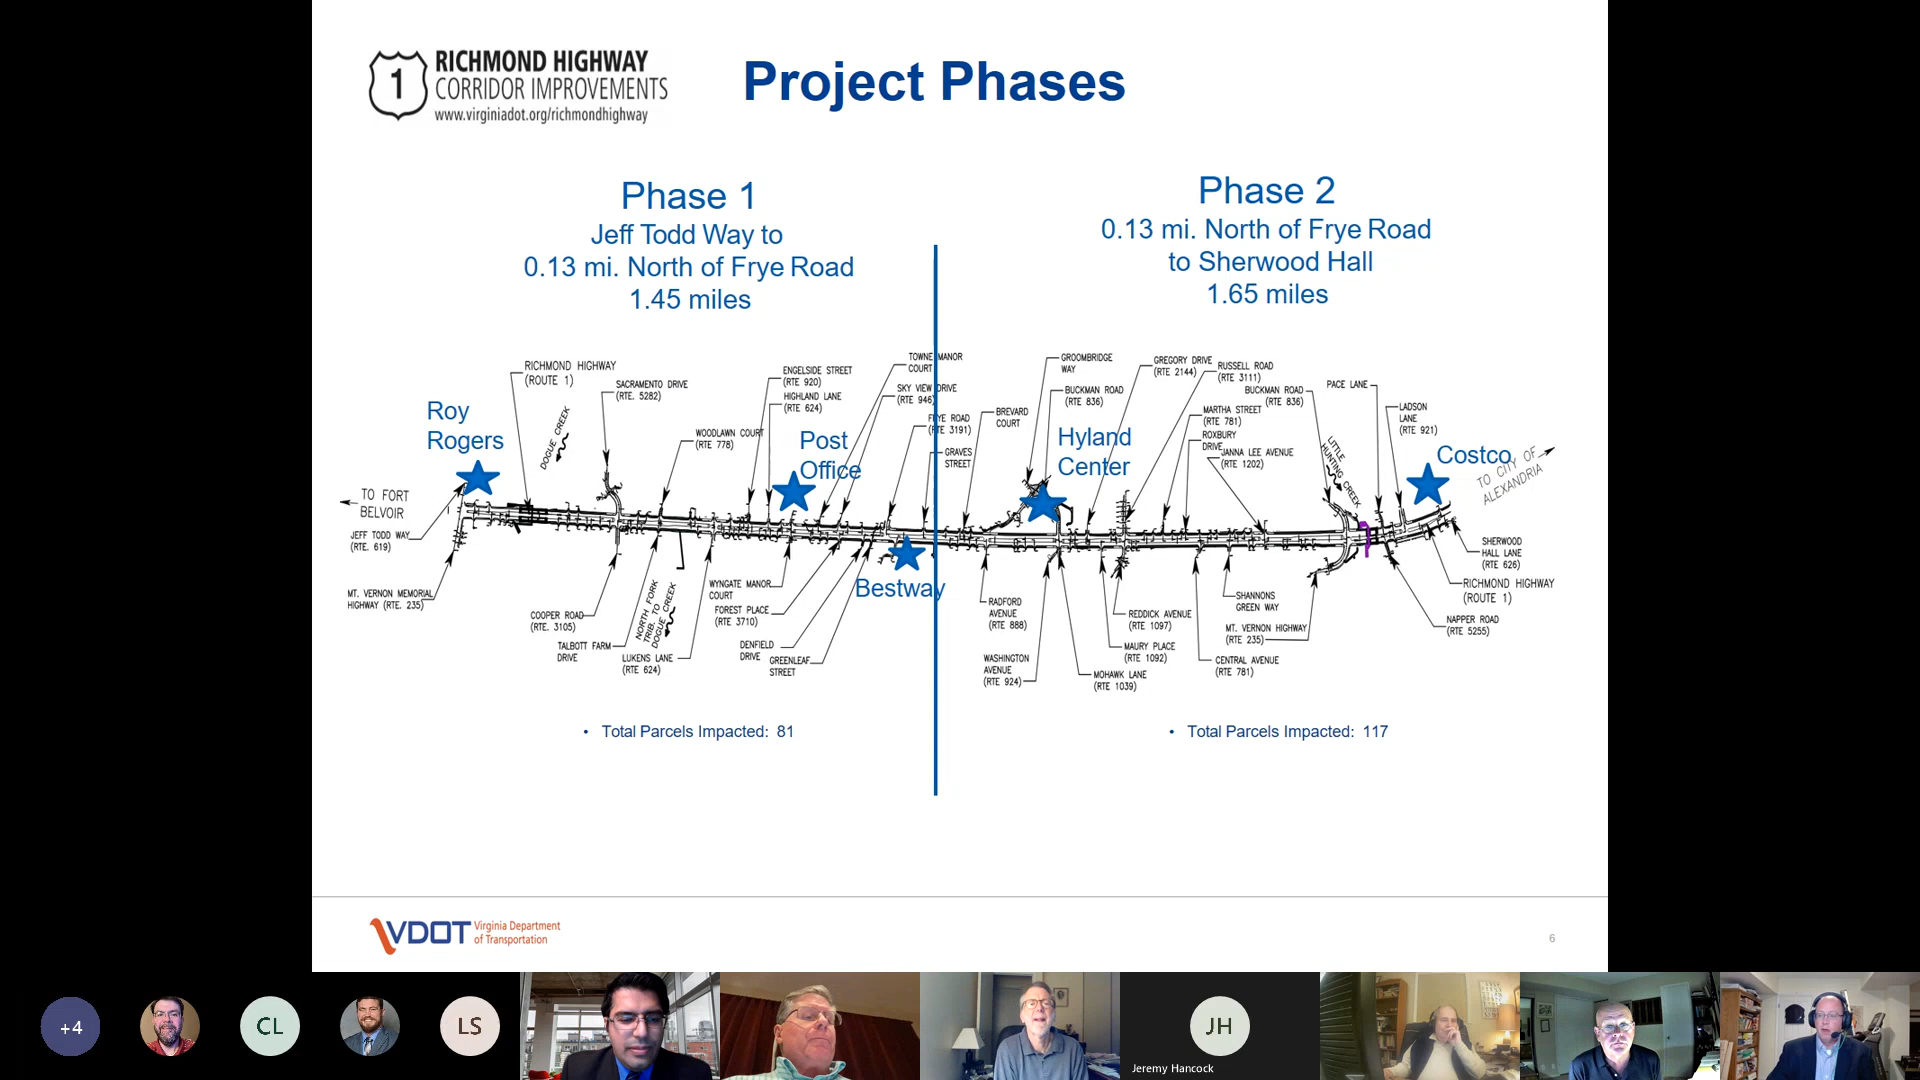 1
RICHMOND HIGHWAY
CORRIDOR IMPROVEMENTS
www.virginiadot.org/richmondhighway
Project Phases
Phase 1
Jeff Todd Way to
0.13 mi. North of Frye Road
1.45 miles
Phase 2
0.13 mi. North of Frye Road
to Sherwood Hall
1.65 miles
Roy
Rogers
Post
Office
Bestway
Hyland
Center
Costco
TO FORT
BELVOIR
JEFF TODD WAY
(RTE. 619)
MT. VERNON MEMORIAL
HIGHWAY (RTE. 235)
RICHMOND HIGHWAY
(ROUTE 1)
DOGUE CREEK
SACRAMENTO DRIVE
(RTE. 5282)
WOODLAWN COURT
(RTE 778)
ENGELSIDE STREET
(RTE 920)
HIGHLAND LANE
(RTE 624)
TOWNE MANOR
COURT
SKY VIEW DRIVE
(RTE 946)
FRYE ROAD
(RTE 3191)
GRAVES
STREET
BREVARD
COURT
GROOMBRIDGE
WAY
BUCKMAN ROAD
(RTE 836)
GREGORY DRIVE
(RTE 2144)
RUSSELL ROAD
(RTE 3111)
MARTHA STREET
(RTE 781)
ROXBURY
DRIVE
JANNA LEE AVENUE
(RTE 1202)
BUCKMAN ROAD
(RTE 836)
LITTLE
HUNTING CREEK
PACE LANE
LADSON
LANE
(RTE 921)
TO CITY OF
ALEXANDRIA
COOPER ROAD
(RTE. 3105)
TALBOTT FARM
DRIVE
NORTH FORK
TRIB. TO
DOGUE CREEK
LUKENS LANE
(RTE 624)
WYNGATE MANOR
COURT
FOREST PLACE
(RTE 3710)
DENFIELD
DRIVE
GREENLEAF
STREET
RADFORD
AVENUE
(RTE 888)
WASHINGTON
AVENUE
(RTE 924)
MOHAWK LANE
(RTE 1039)
MAURY PLACE
(RTE 1092)
REDDICK AVENUE
(RTE 1097)
CENTRAL AVENUE
(RTE 781)
SHANNONS
GREEN WAY
MT. VERNON HIGHWAY
(RTE 235)
SHERWOOD
HALL LANE
(RTE 626)
RICHMOND HIGHWAY
(ROUTE 1)
NAPPER ROAD
(RTE 5255)
• Total Parcels Impacted: 81
• Total Parcels Impacted: 117
VDOT Virginia Department
of Transportation
6
+4
CL
LS
JH
Jeremy Hancock